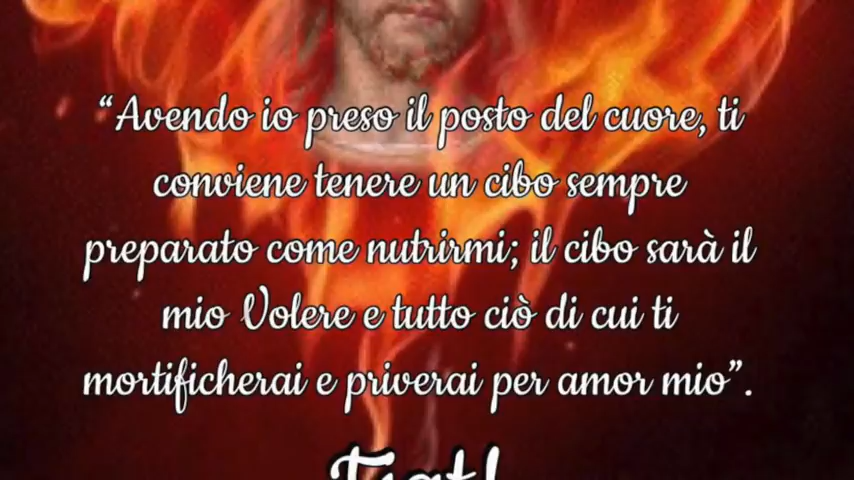 “Avendo io preso il posto del cuore, ti
conviene tenere un cibo sempre
preparato come nutrirmi; il cibo sarà il
mio Volere e tutto ciò di cui ti
mortificherai e priverai per amor mio”.